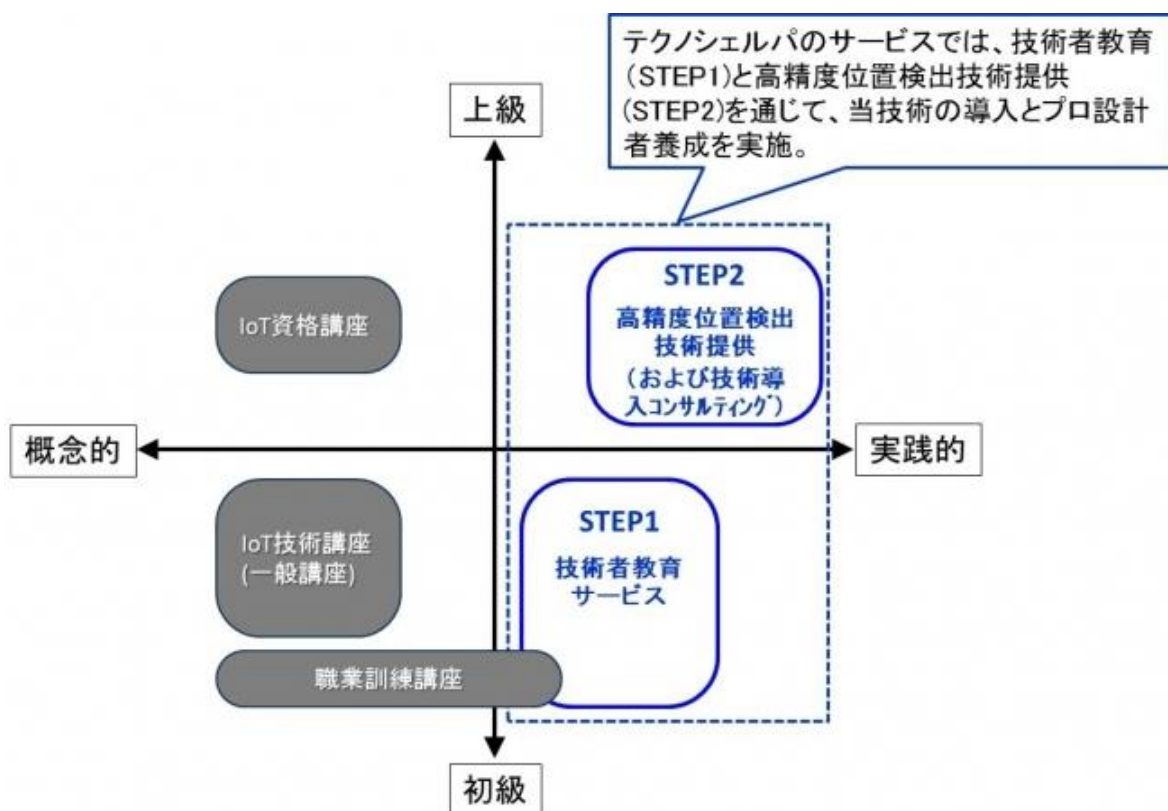 テクノシェルパのサービスでは、技術者教育
(STEP1)と高精度位置検出技術提供
(STEP2)を通じて、当技術の導入とプロ設計
者養成を実施。
上級
STEP2
高精度位置検出
技術提供
(および技術導
入コンサルティング)
IoT資格講座
概念的
実践的
STEP1
技術者教育
サービス
IoT技術講座
(一般講座)
職業訓練講座
初級